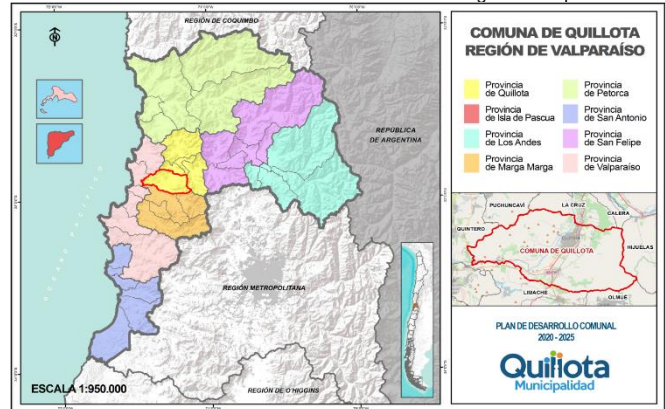 REGIÓN DE COQUIMBO
N
REPÚBLICA
DE ARGENTINA
REGIÓN METROPOLITANA
REGIÓN DE O'HIGGINS
ESCALA 1:950.000
COMUNA DE QUILLOTA
REGIÓN DE VALPARAÍSO
Provincia
de Quillota
Provincia
de Petorca
Provincia
de Isla de Pascua
Provincia
de San Antonio
Provincia
de Los Andes
Provincia
de San Felipe
Provincia
de Marga Marga
Provincia
de Valparaíso
PUCHUNCAVÍ
LA CRUZ
CALERA
QUINTERO
HIJUELAS
COMUNA DE QUILLOTA
LIMACHE
OLMUÉ
PLAN DE DESARROLLO COMUNAL
2020 - 2025
Quillota
Municipalidad